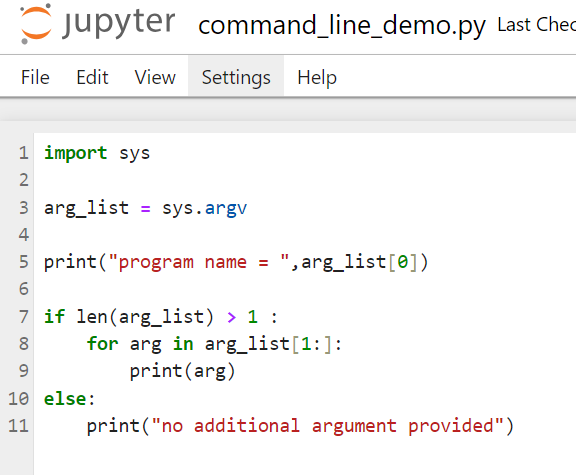 jupyter command_line_demo.py Last Chec
File Edit View Settings Help
1 import sys
2
3 arg_list = sys.argv
4
5 print("program name = ",arg_list[0])
6
7 if len(arg_list) > 1 :
8     for arg in arg_list[1:]:
9         print(arg)
10 else:
11     print("no additional argument provided")